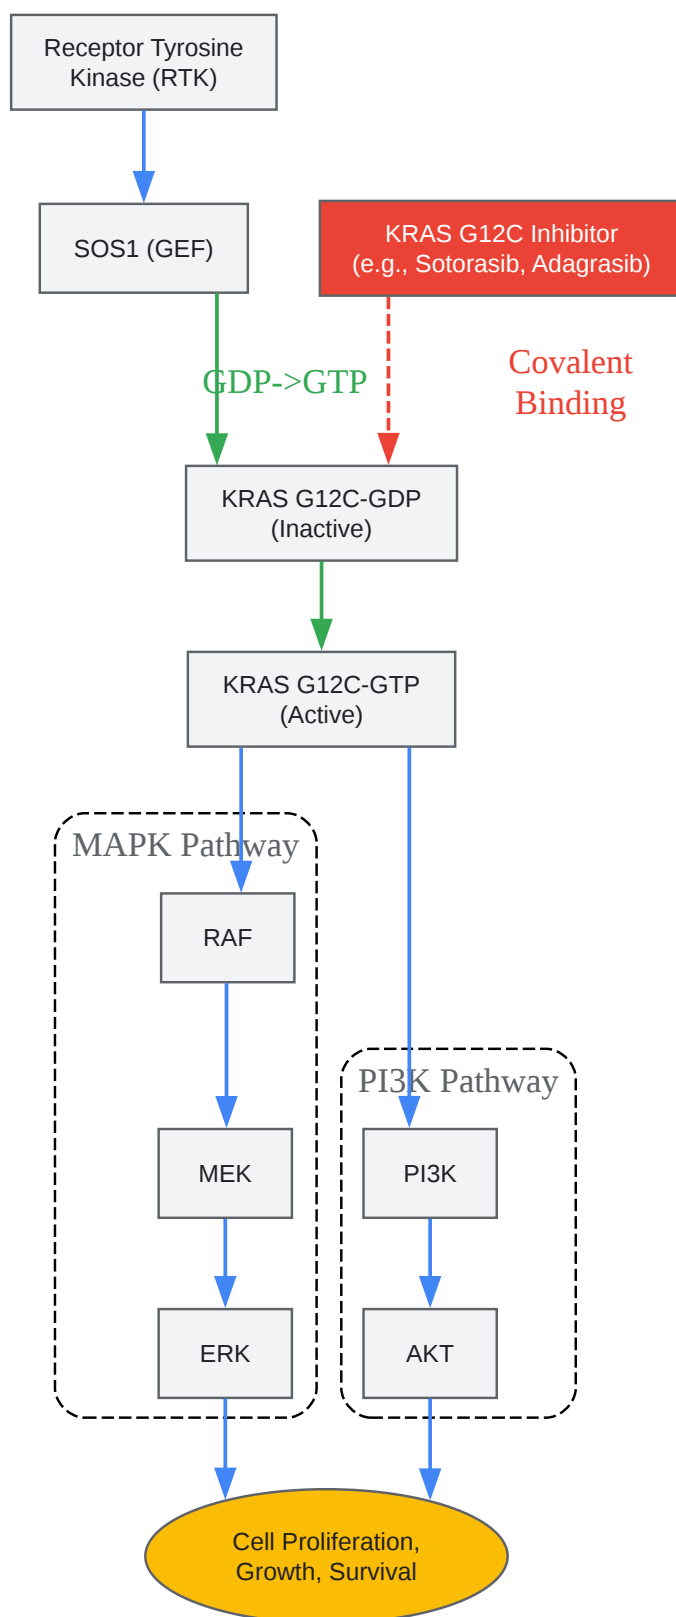 Receptor Tyrosine
Kinase (RTK)
SOS1 (GEF)
KRAS G12C Inhibitor
(e.g., Sotorasib, Adagrasib)
GDP->GTP
Covalent
Binding
KRAS G12C-GDP
(Inactive)
KRAS G12C-GTP
(Active)
MAPK Pathway
RAF
PI3K Pathway
MEK
PI3K
ERK
AKT
Cell Proliferation,
Growth, Survival